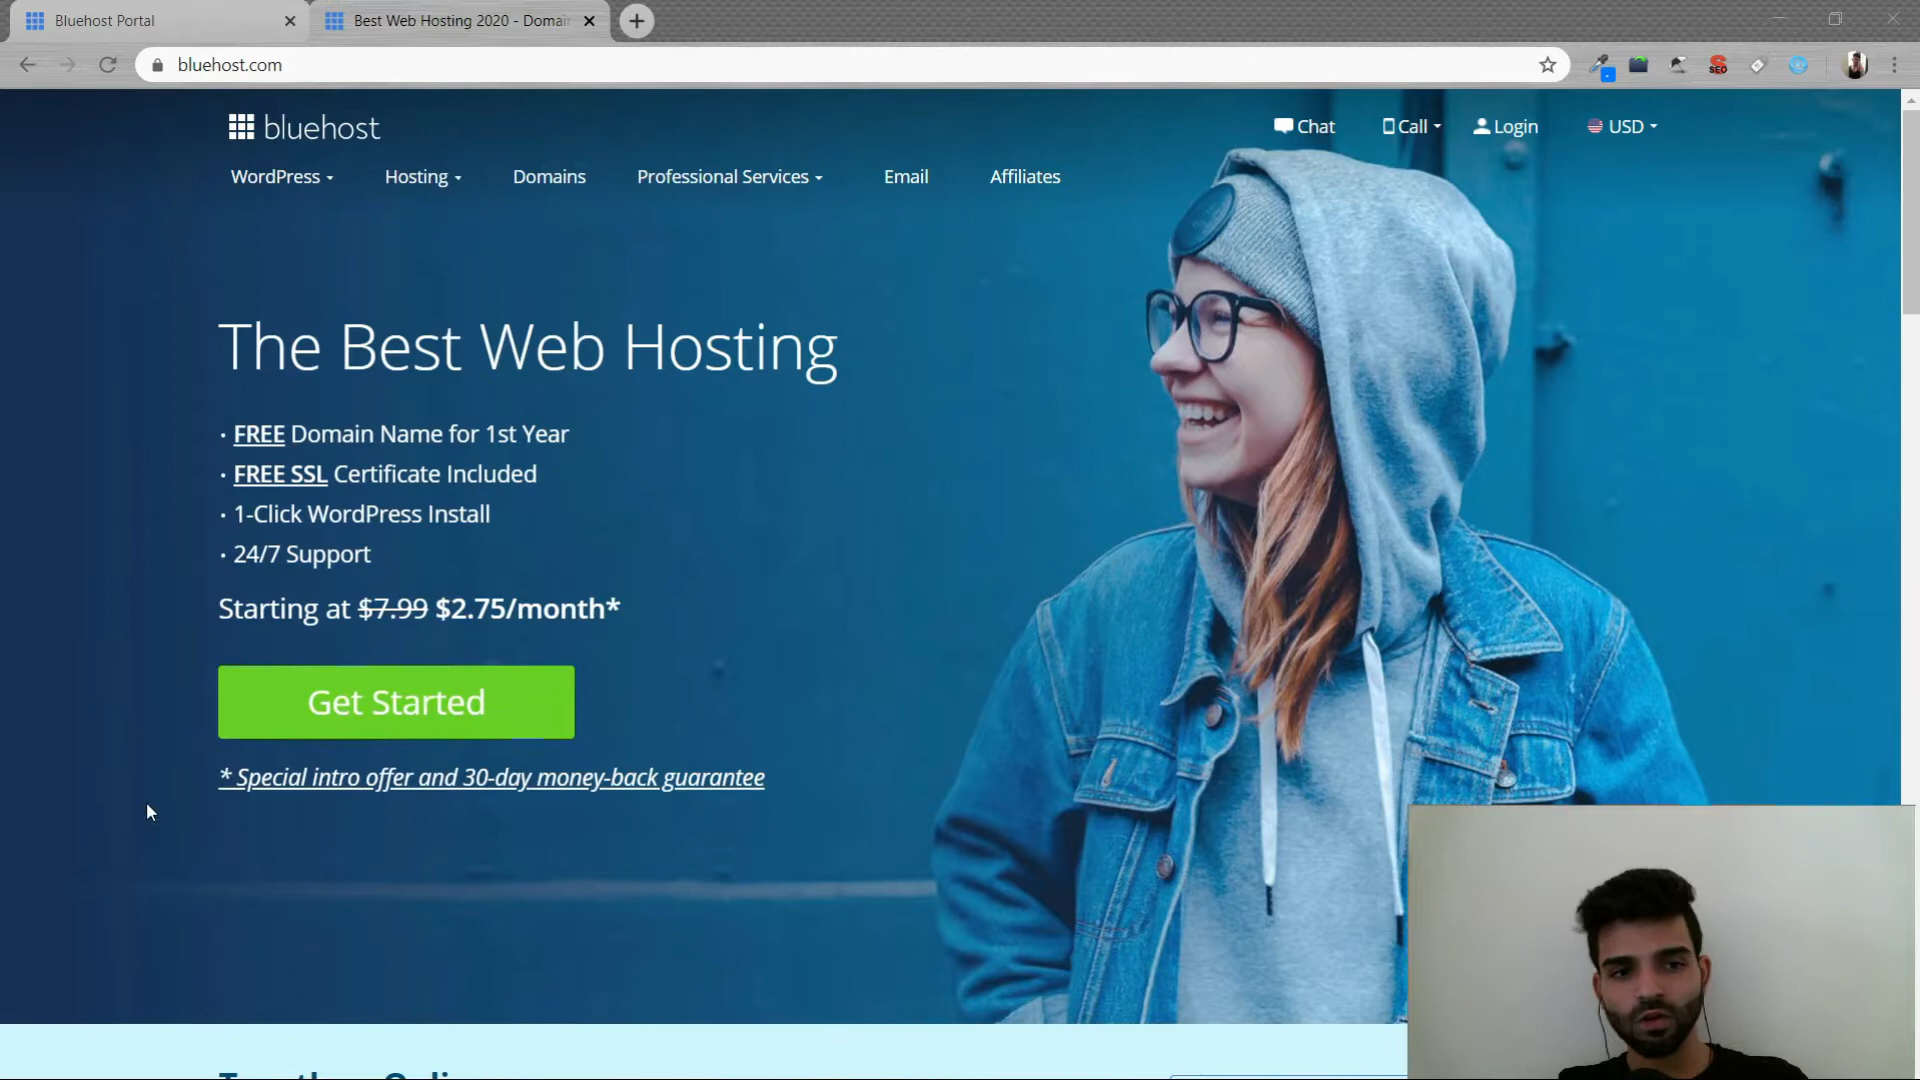 Bluehost Portal
Best Web Hosting 2020 - Domai
bluehost.com
SEO
bluehost
Chat
Call
Login
USD
WordPress
Hosting
Domains
Professional Services
Email
Affiliates
The Best Web Hosting
· FREE Domain Name for 1st Year
· FREE SSL Certificate Included
· 1-Click WordPress Install
· 24/7 Support
Starting at $7.99 $2.75/month*
Get Started
* Special intro offer and 30-day money-back guarantee